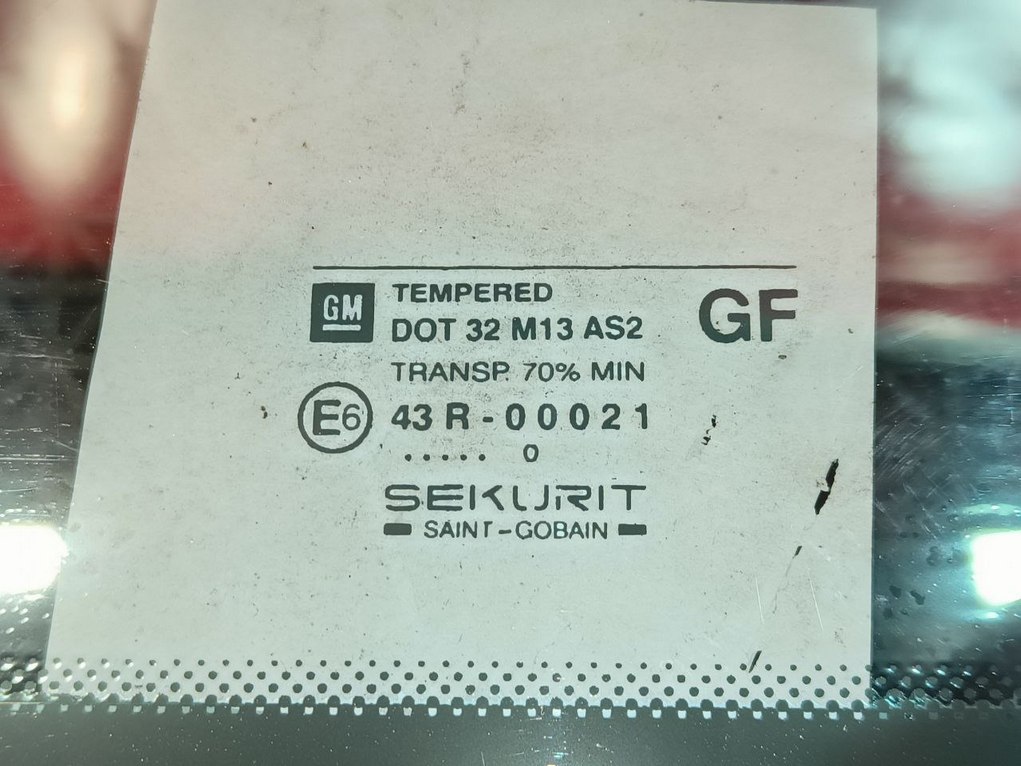 GM TEMPERED GF
DOT 32 M13 AS2
TRANSP. 70% MIN
E6 43 R - 00021
..... 0
SEKURIT
SAINT-GOBAIN